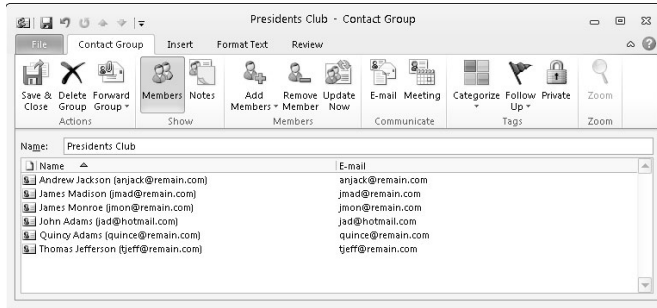 Presidents Club - Contact Group
File Contact Group Insert Format Text Review
Save & Close Delete Group Forward Group Members Notes Add Members Remove Member Update Now E-mail Meeting Categorize Follow Up Private Zoom
Actions Show Members Communicate Tags Zoom
Name: Presidents Club
Name E-mail
Andrew Jackson (anjack@remain.com) anjack@remain.com
James Madison (jmad@remain.com) jmad@remain.com
James Monroe (jmon@remain.com) jmon@remain.com
John Adams (jad@hotmail.com) jad@hotmail.com
Quincy Adams (quince@remain.com) quince@remain.com
Thomas Jefferson (tjeff@remain.com) tjeff@remain.com